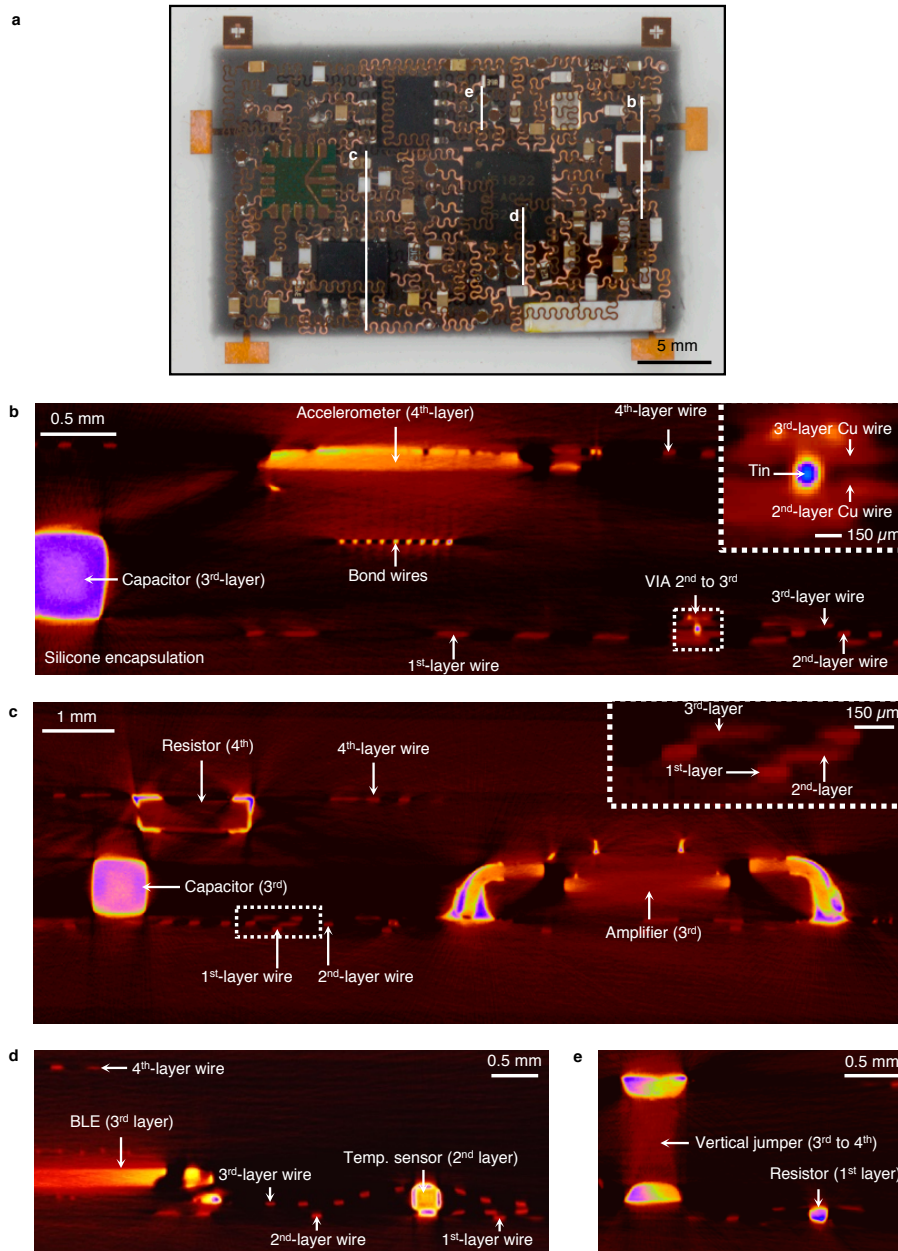 a
e
b
c
51822
d
5 mm
b
0.5 mm
Accelerometer (4th-layer)
4th-layer wire
3rd-layer Cu wire
Tin
2nd-layer Cu wire
150 µm
Capacitor (3rd-layer)
Bond wires
VIA 2nd to 3rd
3rd-layer wire
Silicone encapsulation
1st-layer wire
2nd-layer wire
c
1 mm
Resistor (4th)
4th-layer wire
3rd-layer
150 µm
1st-layer
2nd-layer
Capacitor (3rd)
Amplifier (3rd)
1st-layer wire
2nd-layer wire
d
4th-layer wire
0.5 mm
BLE (3rd layer)
3rd-layer wire
Temp. sensor (2nd layer)
2nd-layer wire
1st-layer wire
e
0.5 mm
Vertical jumper (3rd to 4th)
Resistor (1st layer)